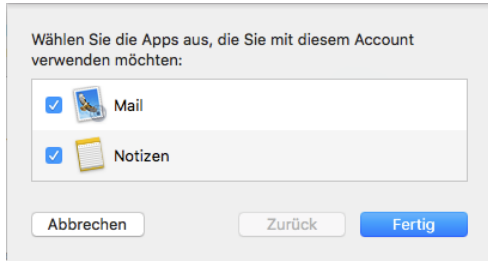 Wählen Sie die Apps aus, die Sie mit diesem Account
verwenden möchten:
Mail
Notizen
Abbrechen
Zurück
Fertig